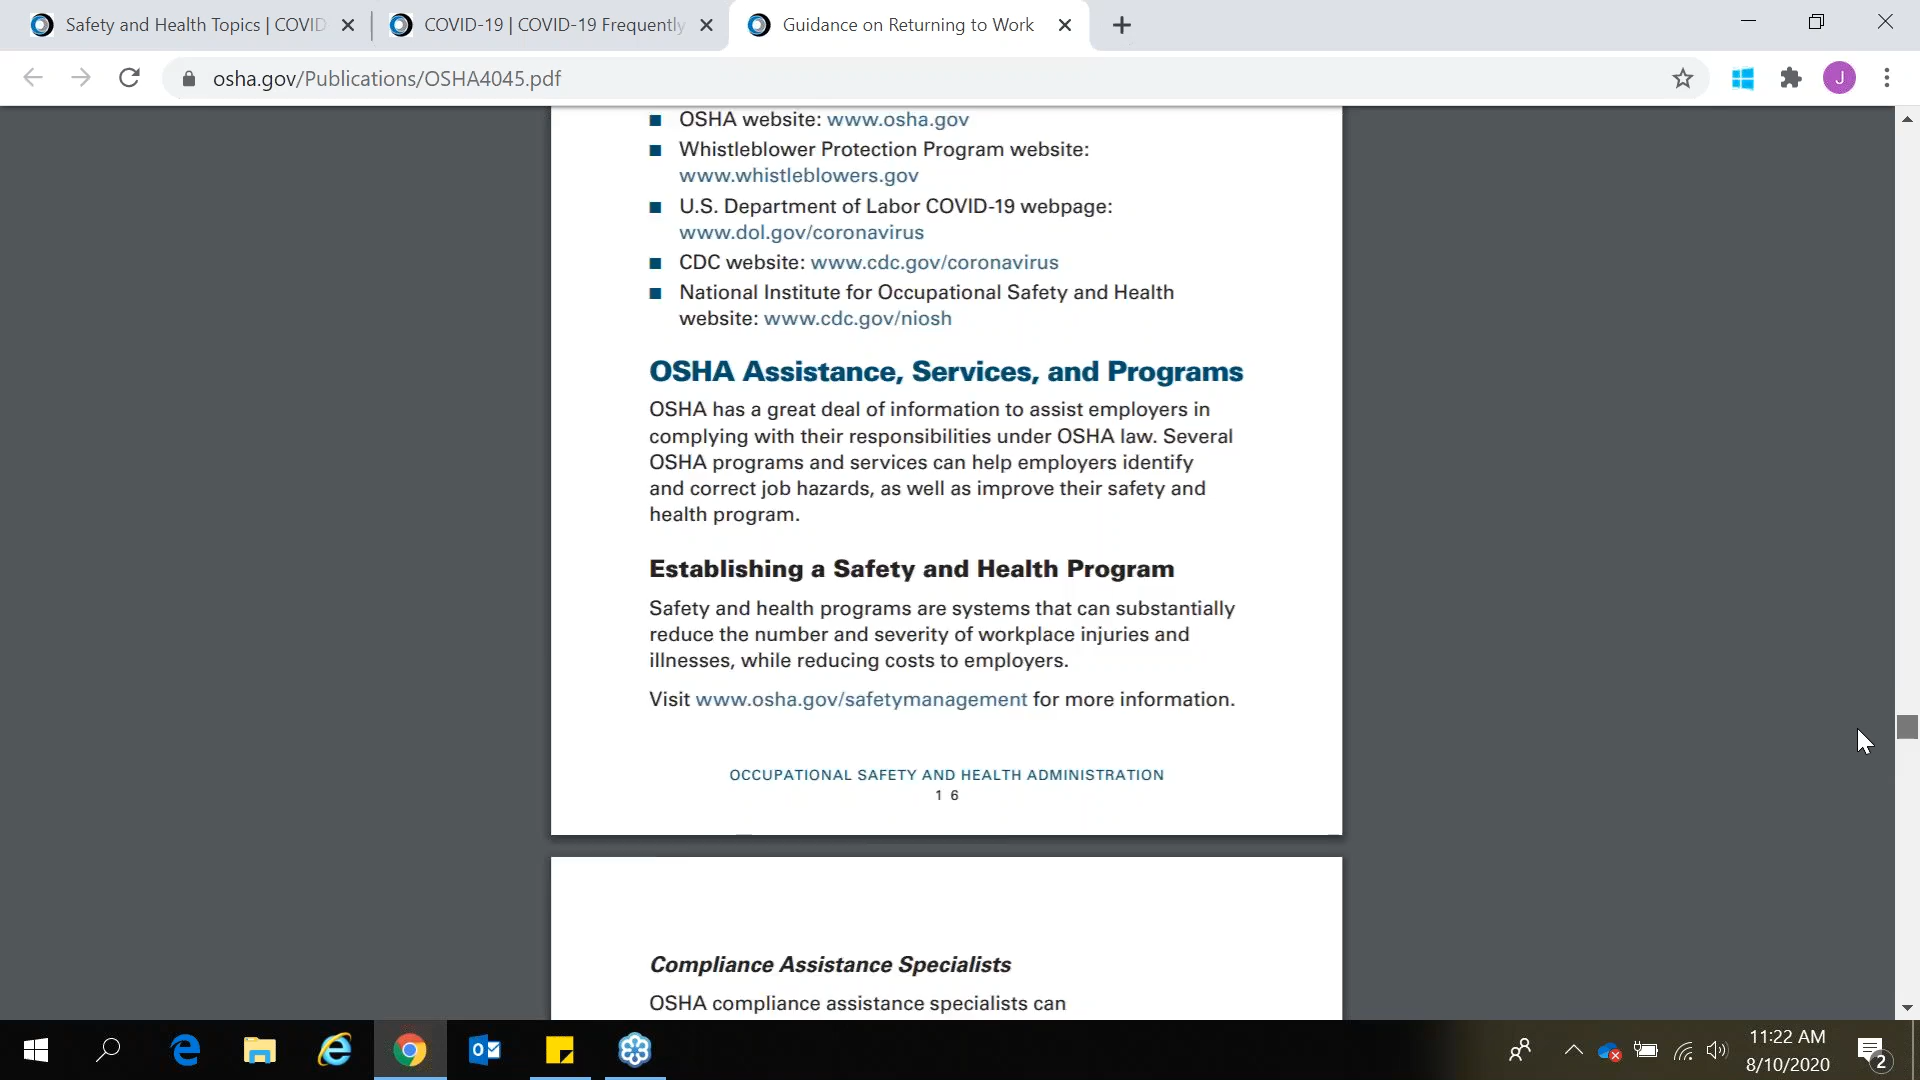 Safety and Health Topics | COVID
COVID-19 | COVID-19 Frequently
Guidance on Returning to Work
osha.gov/Publications/OSHA4045.pdf
J
■ OSHA website: www.osha.gov
■ Whistleblower Protection Program website:
www.whistleblowers.gov
■ U.S. Department of Labor COVID-19 webpage:
www.dol.gov/coronavirus
■ CDC website: www.cdc.gov/coronavirus
■ National Institute for Occupational Safety and Health
website: www.cdc.gov/niosh
OSHA Assistance, Services, and Programs
OSHA has a great deal of information to assist employers in
complying with their responsibilities under OSHA law. Several
OSHA programs and services can help employers identify
and correct job hazards, as well as improve their safety and
health program.
Establishing a Safety and Health Program
Safety and health programs are systems that can substantially
reduce the number and severity of workplace injuries and
illnesses, while reducing costs to employers.
Visit www.osha.gov/safetymanagement for more information.
OCCUPATIONAL SAFETY AND HEALTH ADMINISTRATION
1 6
Compliance Assistance Specialists
OSHA compliance assistance specialists can
11:22 AM
8/10/2020
2